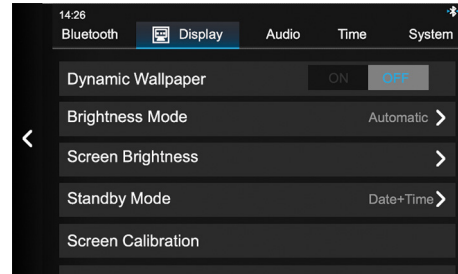 14:26
Bluetooth Display Audio Time System
Dynamic Wallpaper ON OFF
Brightness Mode Automatic
Screen Brightness
Standby Mode Date+Time
Screen Calibration